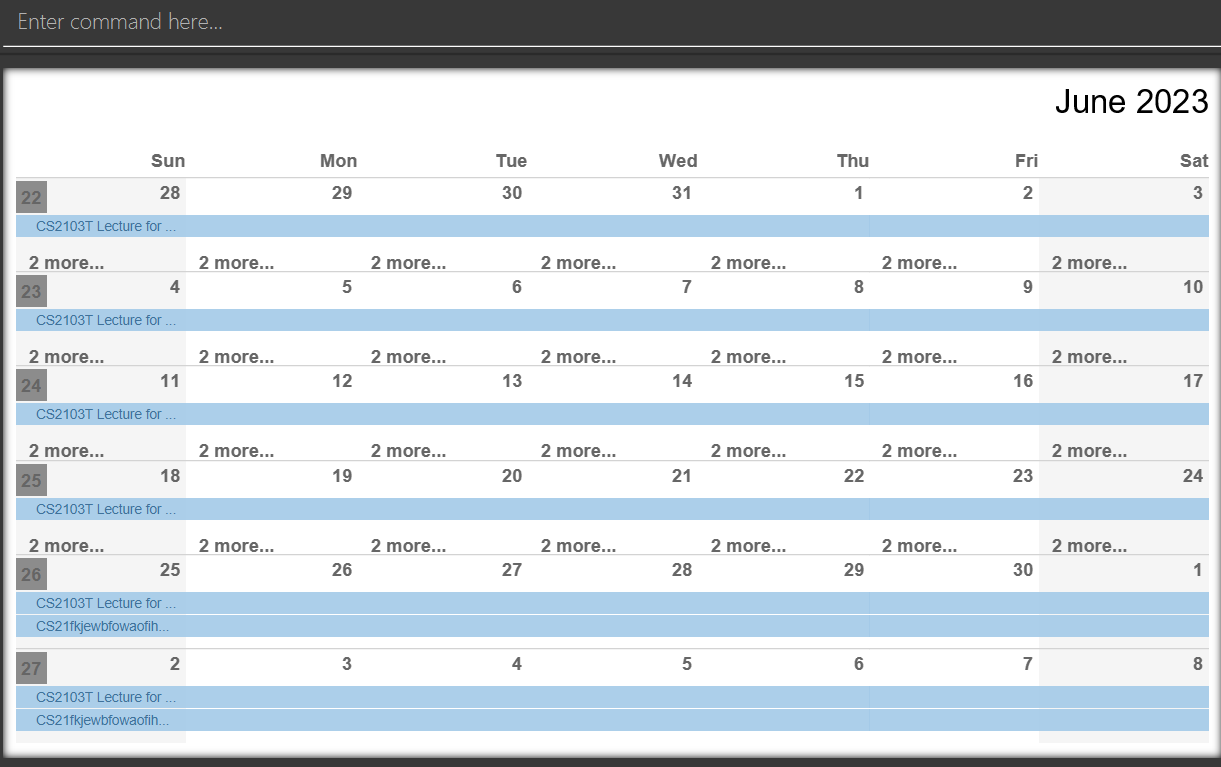 Enter command here...
June 2023
Sun Mon Tue Wed Thu Fri Sat
22 28 29 30 31 1 2 3
CS2103T Lecture for ...
2 more... 2 more... 2 more... 2 more... 2 more... 2 more... 2 more...
23 4 5 6 7 8 9 10
CS2103T Lecture for ...
2 more... 2 more... 2 more... 2 more... 2 more... 2 more... 2 more...
24 11 12 13 14 15 16 17
CS2103T Lecture for ...
2 more... 2 more... 2 more... 2 more... 2 more... 2 more... 2 more...
25 18 19 20 21 22 23 24
CS2103T Lecture for ...
2 more... 2 more... 2 more... 2 more... 2 more... 2 more... 2 more...
26 25 26 27 28 29 30 1
CS2103T Lecture for ...
CS21fkjewbfowaofih...
27 2 3 4 5 6 7 8
CS2103T Lecture for ...
CS21fkjewbfowaofih...